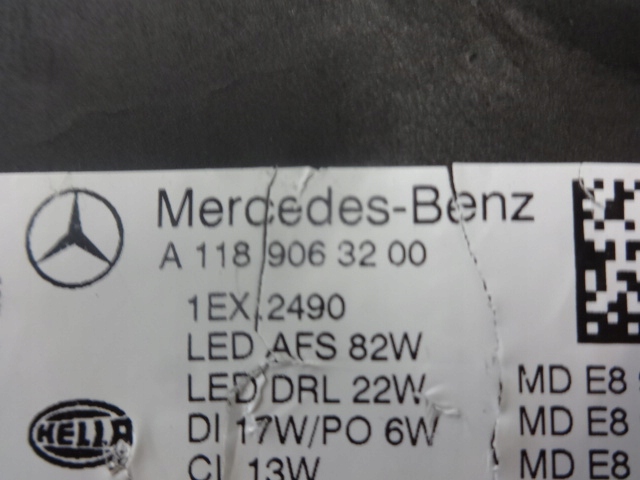 Mercedes-Benz
A 118 906 32 00
1EX.2490
LED AFS 82W
LED DRL 22W MD E8
HELLA DI 17W/PO 6W MD E8
CI 13W MD E8